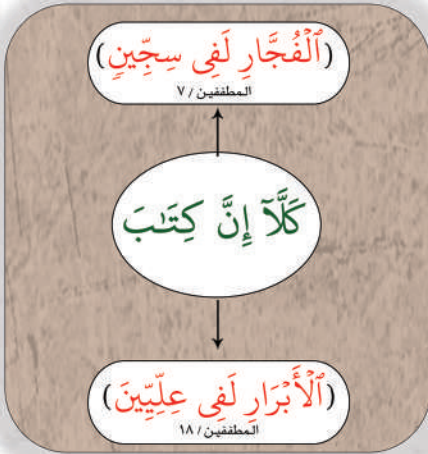 (ٱلْفُجَّارِ لَفِى سِجِّينٍ)
المطففين / ٧
كَلَّآ إِنَّ كِتَٰبَ
(ٱلْأَبْرَارِ لَفِى عِلِّيِّينَ)
المطففين / ١٨